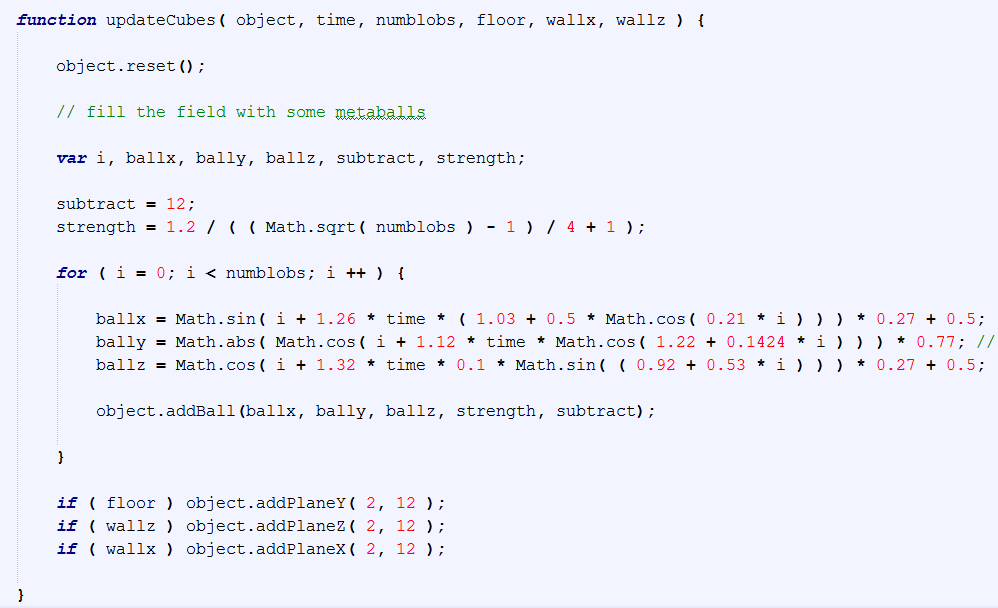 function updateCubes( object, time, numblobs, floor, wallx, wallz ) {
object.reset();
// fill the field with some metaballs
var i, ballx, bally, ballz, subtract, strength;
subtract = 12;
strength = 1.2 / ( ( Math.sqrt( numblobs ) - 1 ) / 4 + 1 );
for ( i = 0; i < numblobs; i ++ ) {
ballx = Math.sin( i + 1.26 * time * ( 1.03 + 0.5 * Math.cos( 0.21 * i ) ) ) * 0.27 + 0.5;
bally = Math.abs( Math.cos( i + 1.12 * time * Math.cos( 1.22 + 0.1424 * i ) ) ) * 0.77; //
ballz = Math.cos( i + 1.32 * time * 0.1 * Math.sin( ( 0.92 + 0.53 * i ) ) ) * 0.27 + 0.5;
object.addBall(ballx, bally, ballz, strength, subtract);
}
if ( floor ) object.addPlaneY( 2, 12 );
if ( wallz ) object.addPlaneZ( 2, 12 );
if ( wallx ) object.addPlaneX( 2, 12 );
}